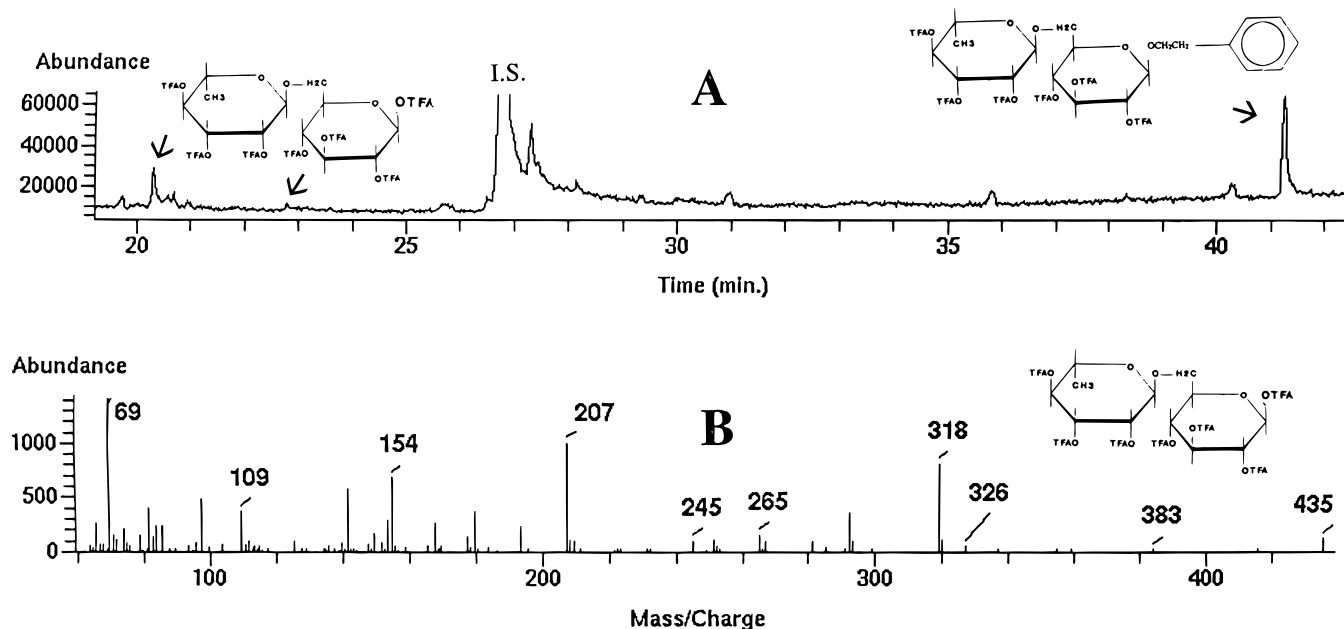 Abundance
60000
40000
20000
TFAO
CH3
O
O—H2C
TFAO
TFAO
O
OTFA
OTFA
TFAO
OTFA
I.S.
A
TFAO
CH3
O
O—H2C
TFAO
TFAO
O
OCH2CH2
OTFA
TFAO
OTFA
20
25
30
35
40
Time (min.)
Abundance
1000
500
0
69
109
154
207
245
265
318
326
383
435
B
TFAO
CH3
O
O—H2C
TFAO
TFAO
O
OTFA
OTFA
TFAO
OTFA
100
200
300
400
Mass/Charge